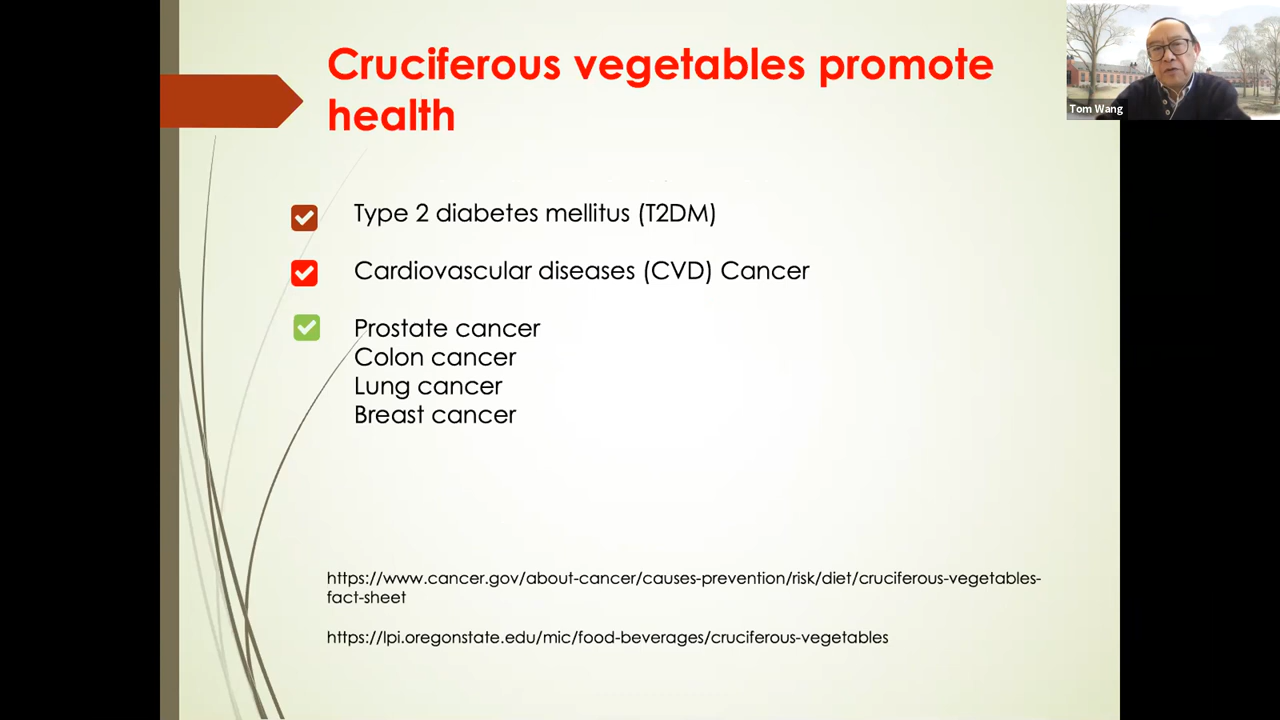 Cruciferous vegetables promote
health
Tom Wang
Type 2 diabetes mellitus (T2DM)
Cardiovascular diseases (CVD) Cancer
Prostate cancer
Colon cancer
Lung cancer
Breast cancer
https://www.cancer.gov/about-cancer/causes-prevention/risk/diet/cruciferous-vegetables-
fact-sheet
https://lpi.oregonstate.edu/mic/food-beverages/cruciferous-vegetables